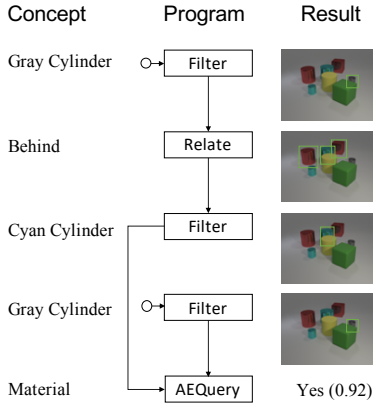 Concept Program Result
Gray Cylinder Filter
Behind Relate
Cyan Cylinder Filter
Gray Cylinder Filter
Material AEQuery Yes (0.92)